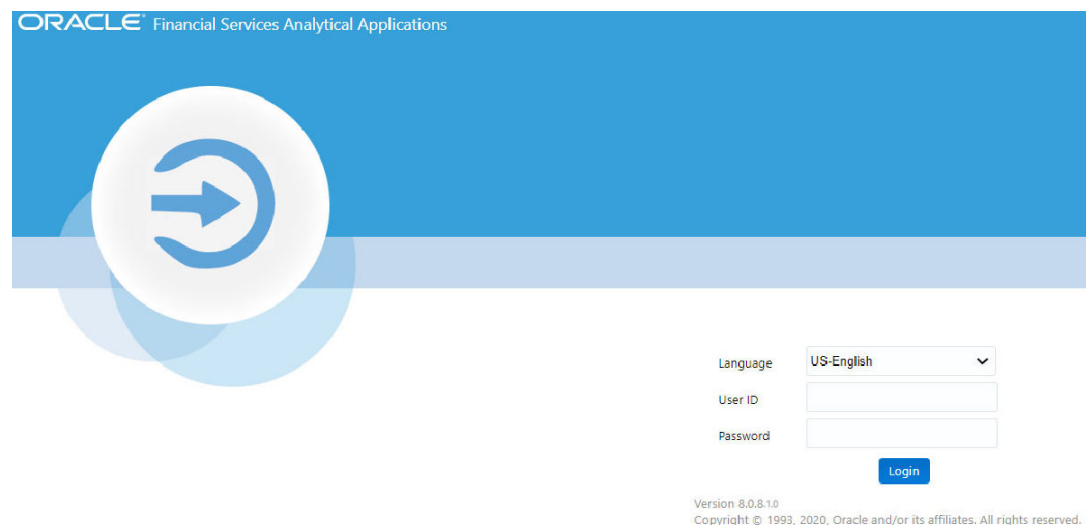 ORACLE® Financial Services Analytical Applications
Language US-English
User ID
Password
Login
Version 8.0.8.1.0
Copyright © 1993, 2020, Oracle and/or its affiliates. All rights reserved.